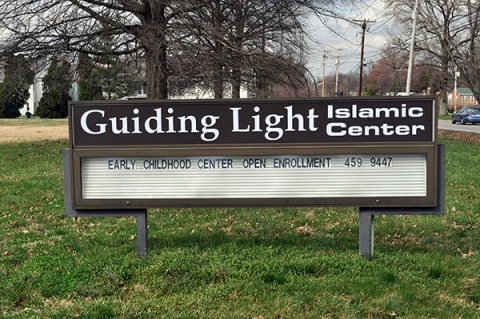 Guiding Light Islamic Center
EARLY CHILDHOOD CENTER OPEN ENROLLMENT 459 9447